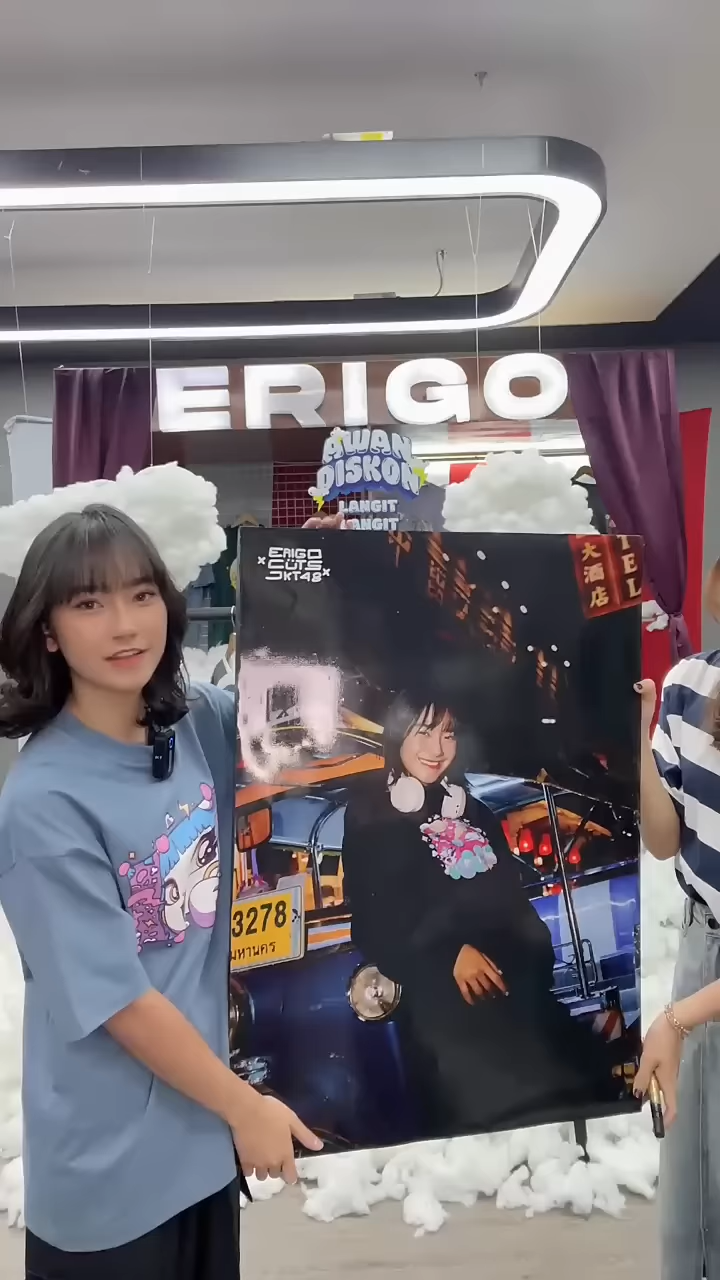 ERIGO
AWAN
DISKON
LANGIT
LANGIT
ERIGO
CUTS
JKT48
大酒店
TEL
3278
มหานคร